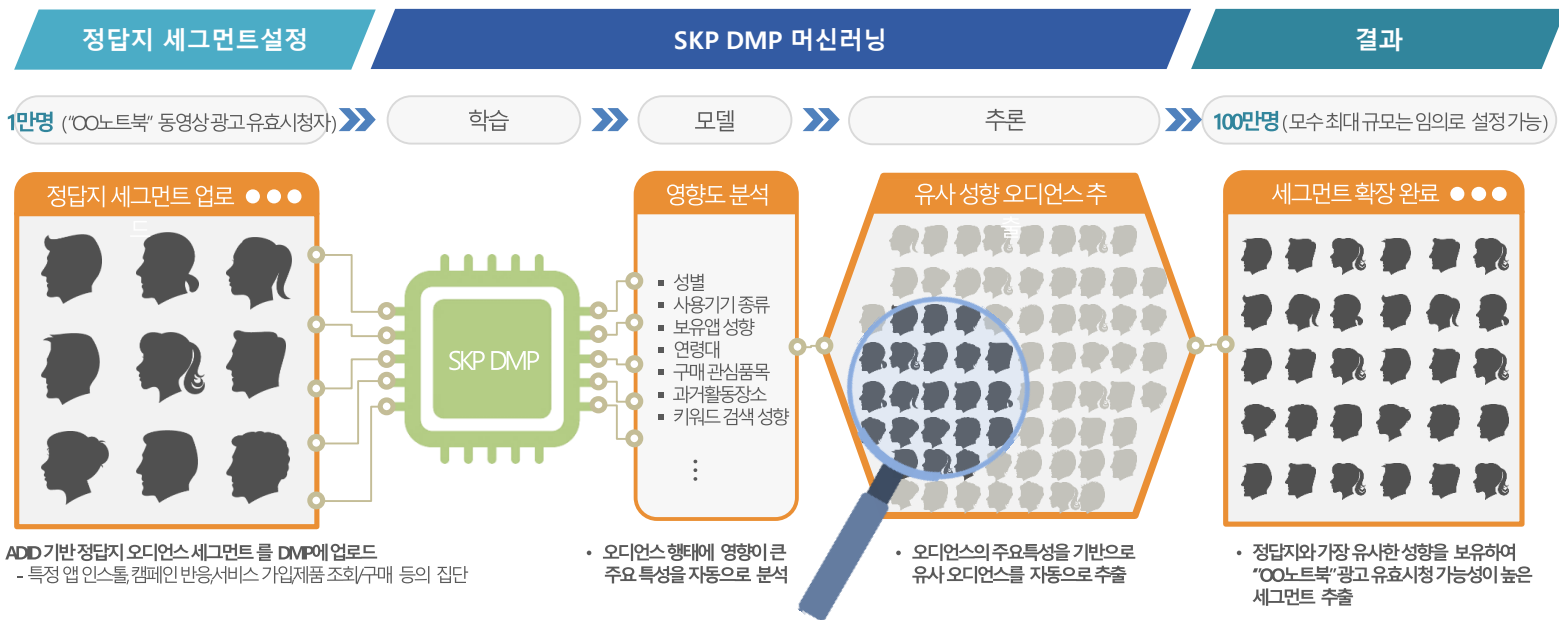 정답지 세그먼트설정
SKP DMP 머신러닝
결과
1만명 (“OO노트북” 동영상 광고 유효시청자)
학습
모델
추론
100만명 (모수 최대 규모는 임의로 설정 가능)
정답지 세그먼트 업로
드
SKP DMP
영향도 분석
▪ 성별
▪ 사용기기 종류
▪ 보유앱 성향
▪ 연령대
▪ 구매 관심품목
▪ 과거활동장소
▪ 키워드 검색 성향
⋮
유사 성향 오디언스 추
출
세그먼트 확장 완료
ADID 기반 정답지 오디언스 세그먼트 를 DMP에 업로드
- 특정 앱 인스톨, 캠페인 반응,서비스 가입,제품 조회/구매 등의 집단
• 오디언스 행태에 영향이 큰
주요 특성을 자동으로 분석
• 오디언스의 주요특성을 기반으로
유사 오디언스를 자동으로 추출
• 정답지와 가장 유사한 성향을 보유하여
“OO노트북” 광고 유효시청 가능성이 높은
세그먼트 추출